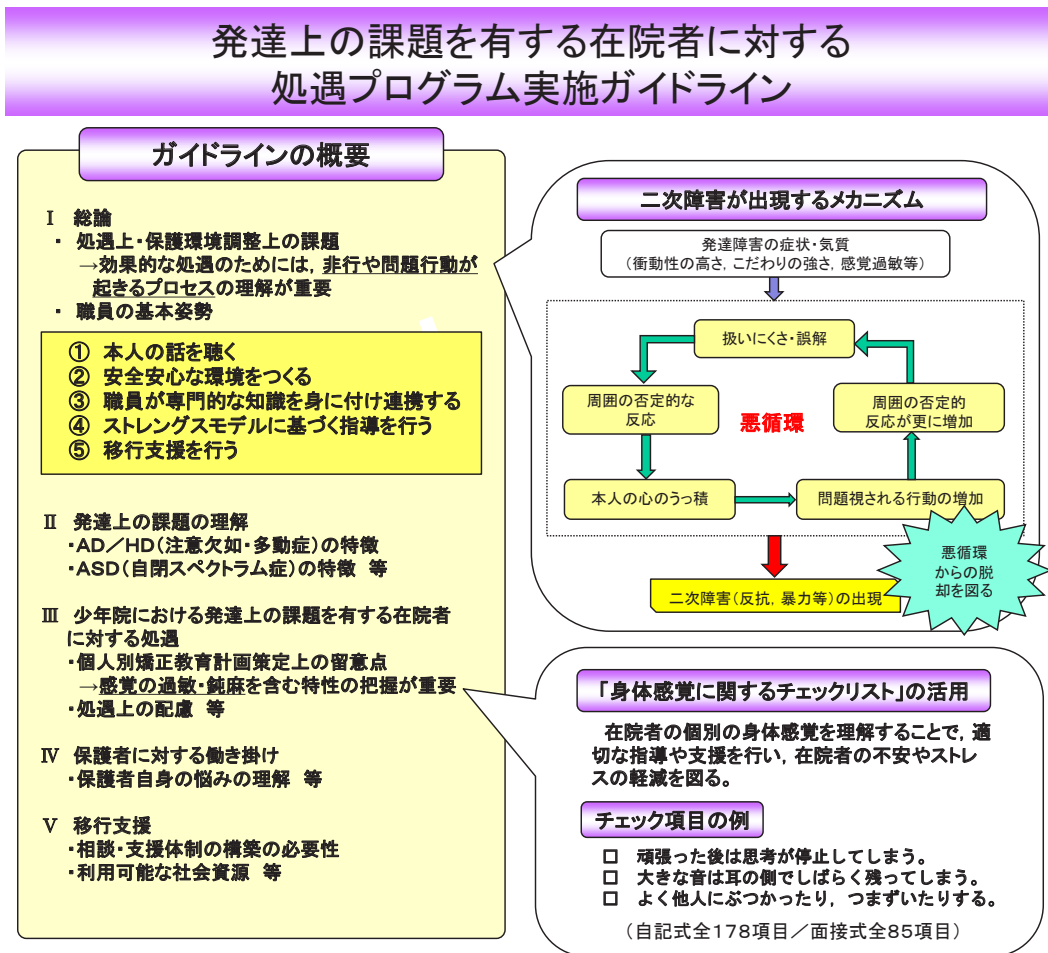 発達上の課題を有する在院者に対する
処遇プログラム実施ガイドライン
ガイドラインの概要
Ⅰ 総論
・ 処遇上・保護環境調整上の課題
→効果的な処遇のためには，非行や問題行動が
起きるプロセスの理解が重要
・ 職員の基本姿勢
① 本人の話を聴く
② 安全安心な環境をつくる
③ 職員が専門的な知識を身に付け連携する
④ ストレングスモデルに基づく指導を行う
⑤ 移行支援を行う
Ⅱ 発達上の課題の理解
・AD／HD（注意欠如・多動症）の特徴
・ASD（自閉スペクトラム症）の特徴 等
Ⅲ 少年院における発達上の課題を有する在院者
に対する処遇
・個人別矯正教育計画策定上の留意点
→感覚の過敏・鈍麻を含む特性の把握が重要
・処遇上の配慮 等
Ⅳ 保護者に対する働き掛け
・保護者自身の悩みの理解 等
Ⅴ 移行支援
・相談・支援体制の構築の必要性
・利用可能な社会資源 等
二次障害が出現するメカニズム
発達障害の症状・気質
（衝動性の高さ，こだわりの強さ，感覚過敏等）
扱いにくさ・誤解
周囲の否定的な
反応
悪循環
周囲の否定的
反応が更に増加
本人の心のうっ積
問題視される行動の増加
悪循環
からの脱
却を図る
二次障害（反抗，暴力等）の出現
「身体感覚に関するチェックリスト」の活用
在院者の個別の身体感覚を理解することで，適
切な指導や支援を行い，在院者の不安やストレ
スの軽減を図る。
チェック項目の例
□ 頑張った後は思考が停止してしまう。
□ 大きな音は耳の側でしばらく残ってしまう。
□ よく他人にぶつかったり，つまずいたりする。
（自記式全178項目／面接式全85項目）